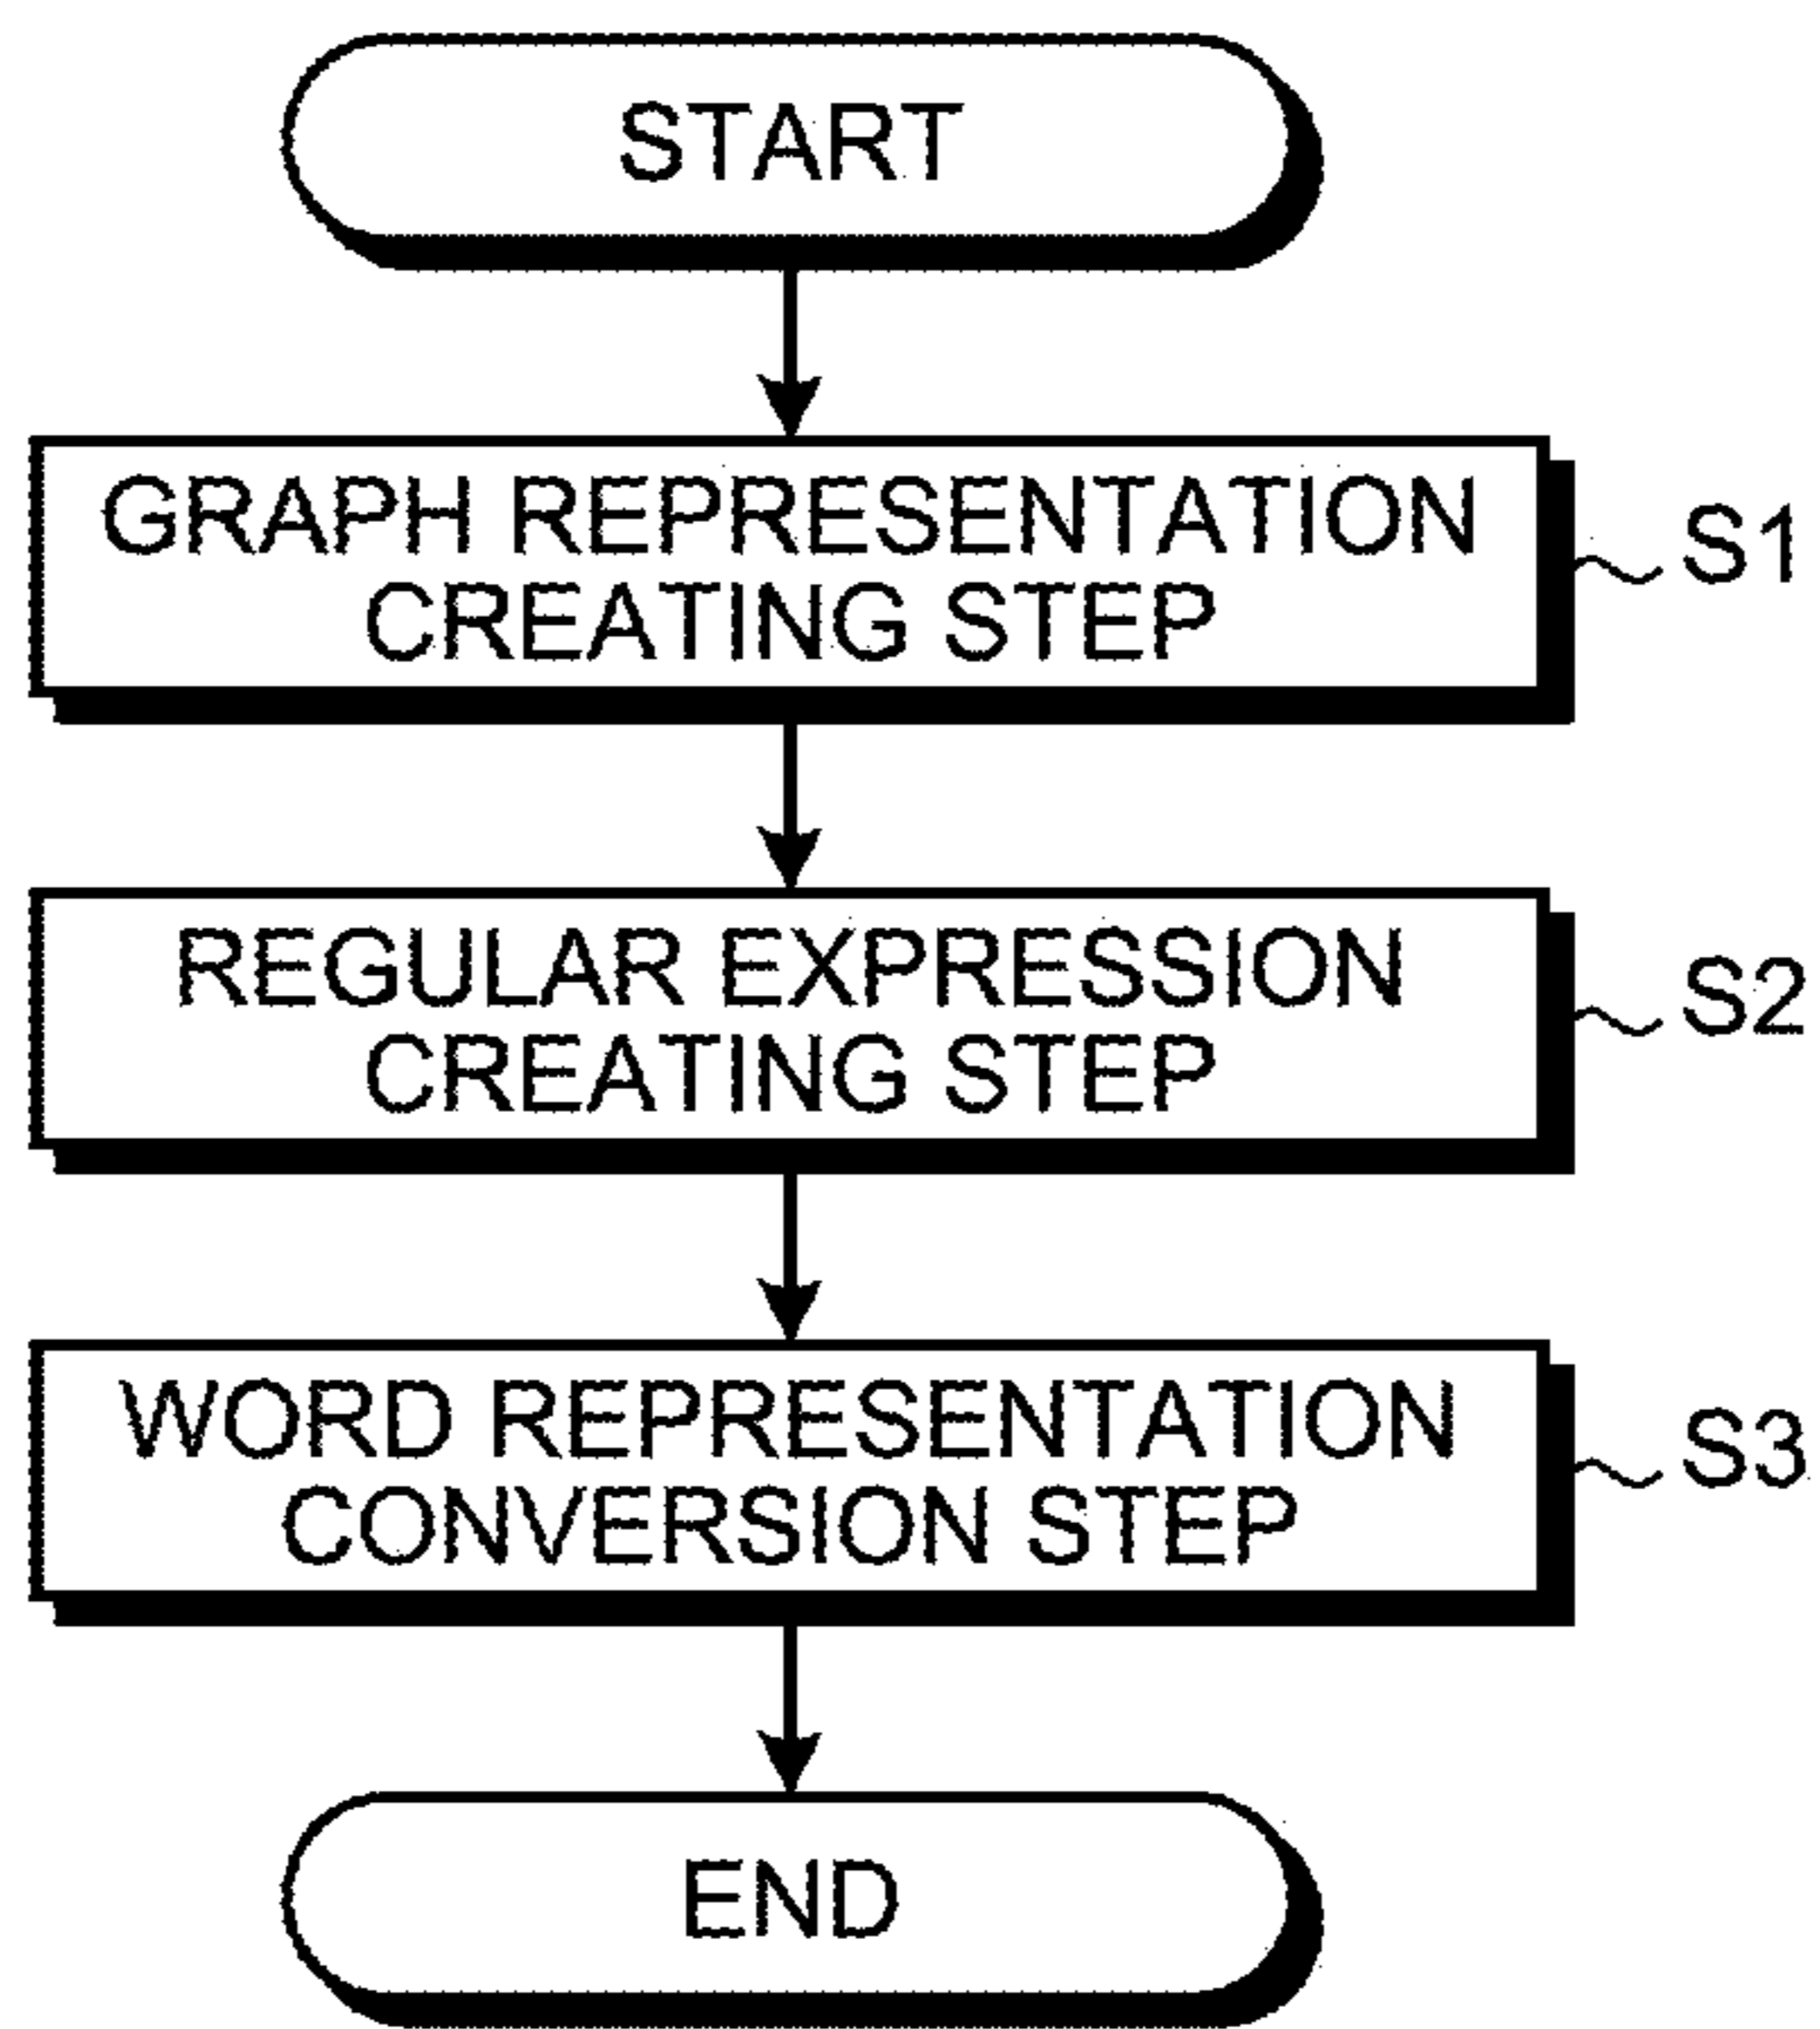 START
GRAPH REPRESENTATION
CREATING STEP
S1
REGULAR EXPRESSION
CREATING STEP
S2
WORD REPRESENTATION
CONVERSION STEP
S3
END